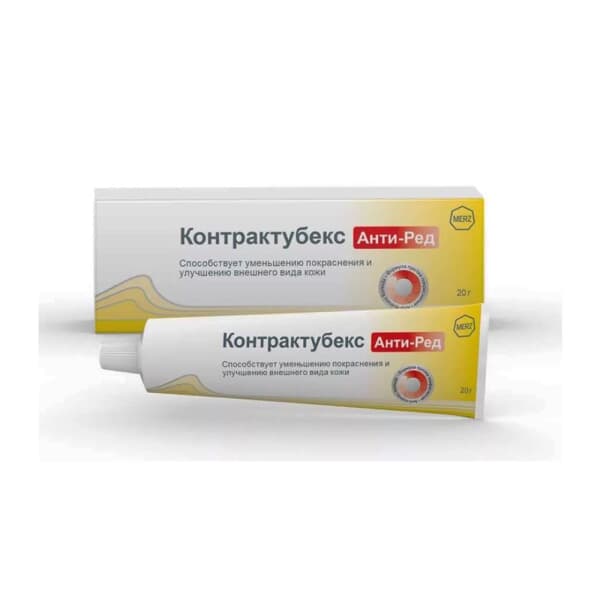 MERZ
Контрактубекс Анти-Ред
Способствует уменьшению покраснения и
улучшению внешнего вида кожи
20 г
MERZ
Контрактубекс Анти-Ред
Способствует уменьшению покраснения и
улучшению внешнего вида кожи
20 г